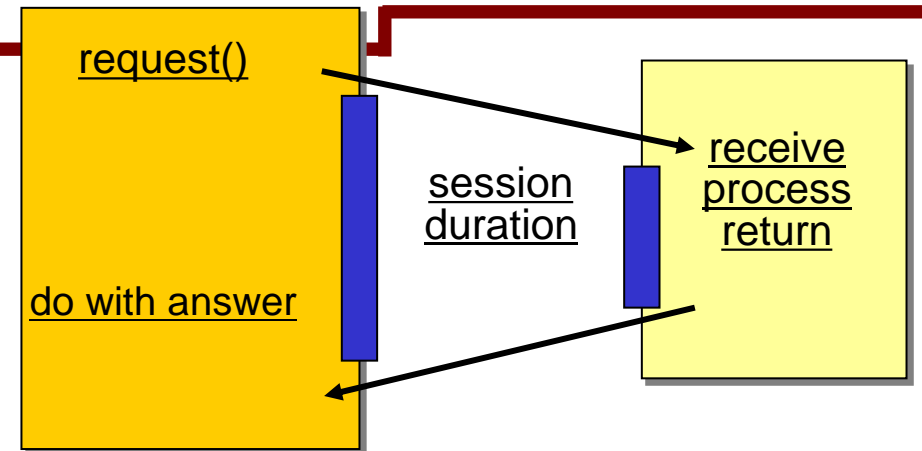 request()
do with answer
session
duration
receive
process
return